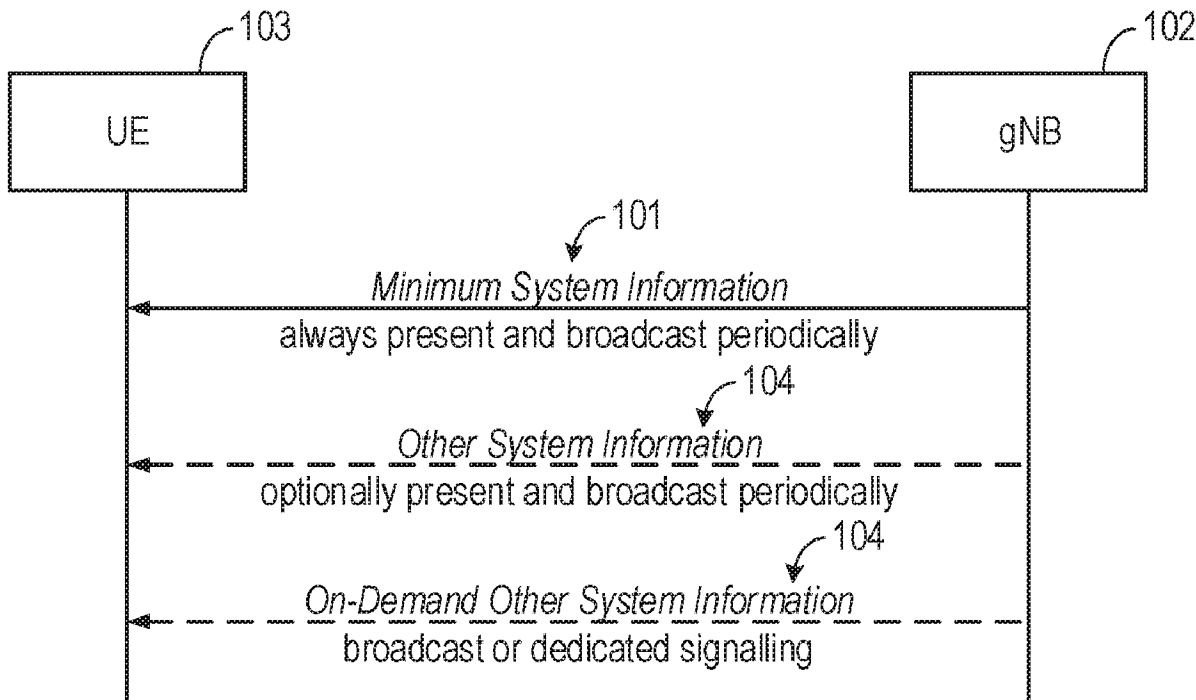 103
102
UE
gNB
101
Minimum System Information
always present and broadcast periodically
104
Other System Information
optionally present and broadcast periodically
104
On-Demand Other System Information
broadcast or dedicated signalling